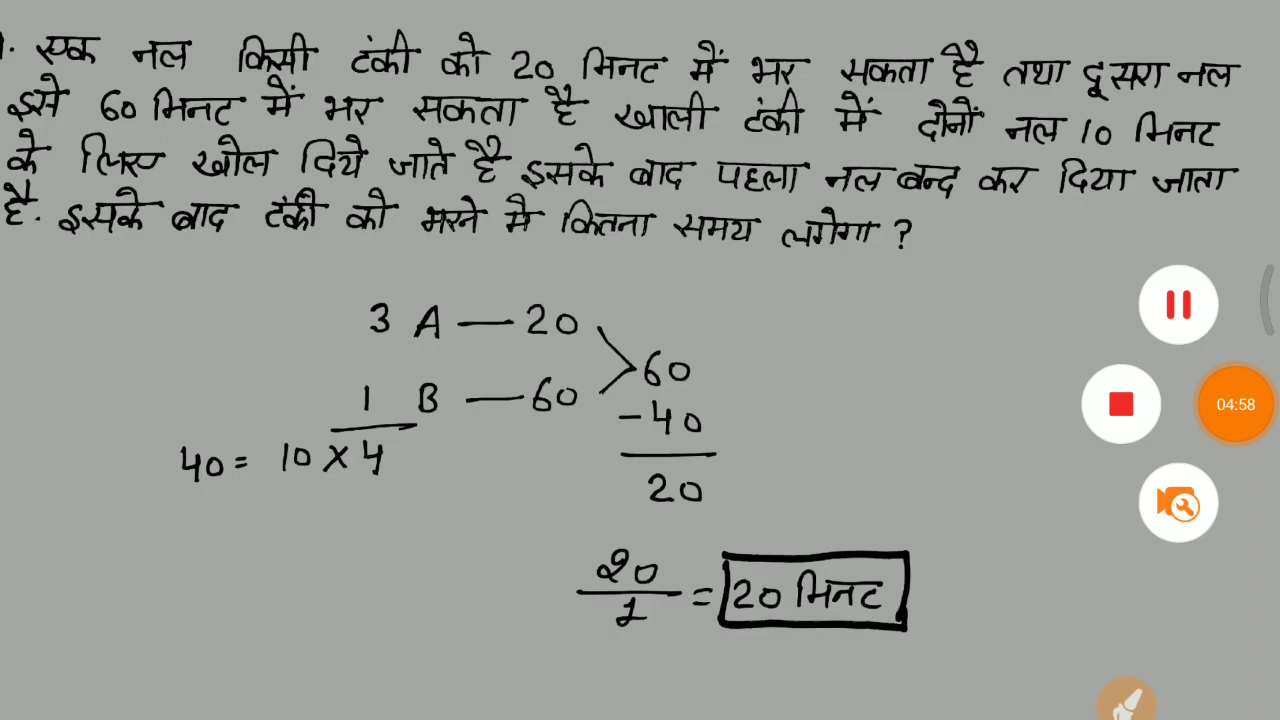 1. एक नल किसी टंकी को 20 मिनट में भर सकता है तथा दूसरा नल
इसे 60 मिनट में भर सकता है खाली टंकी में दोनों नल 10 मिनट
के लिए खोल दिये जाते है इसके बाद पहला नल बन्द कर दिया जाता
है. इसके बाद टंकी को भरने मे कितना समय लगेगा ?
3 A — 20
60
1 B — 60
- 40
40 = 10 x 4
20
20
1
= 20 मिनट
04:58